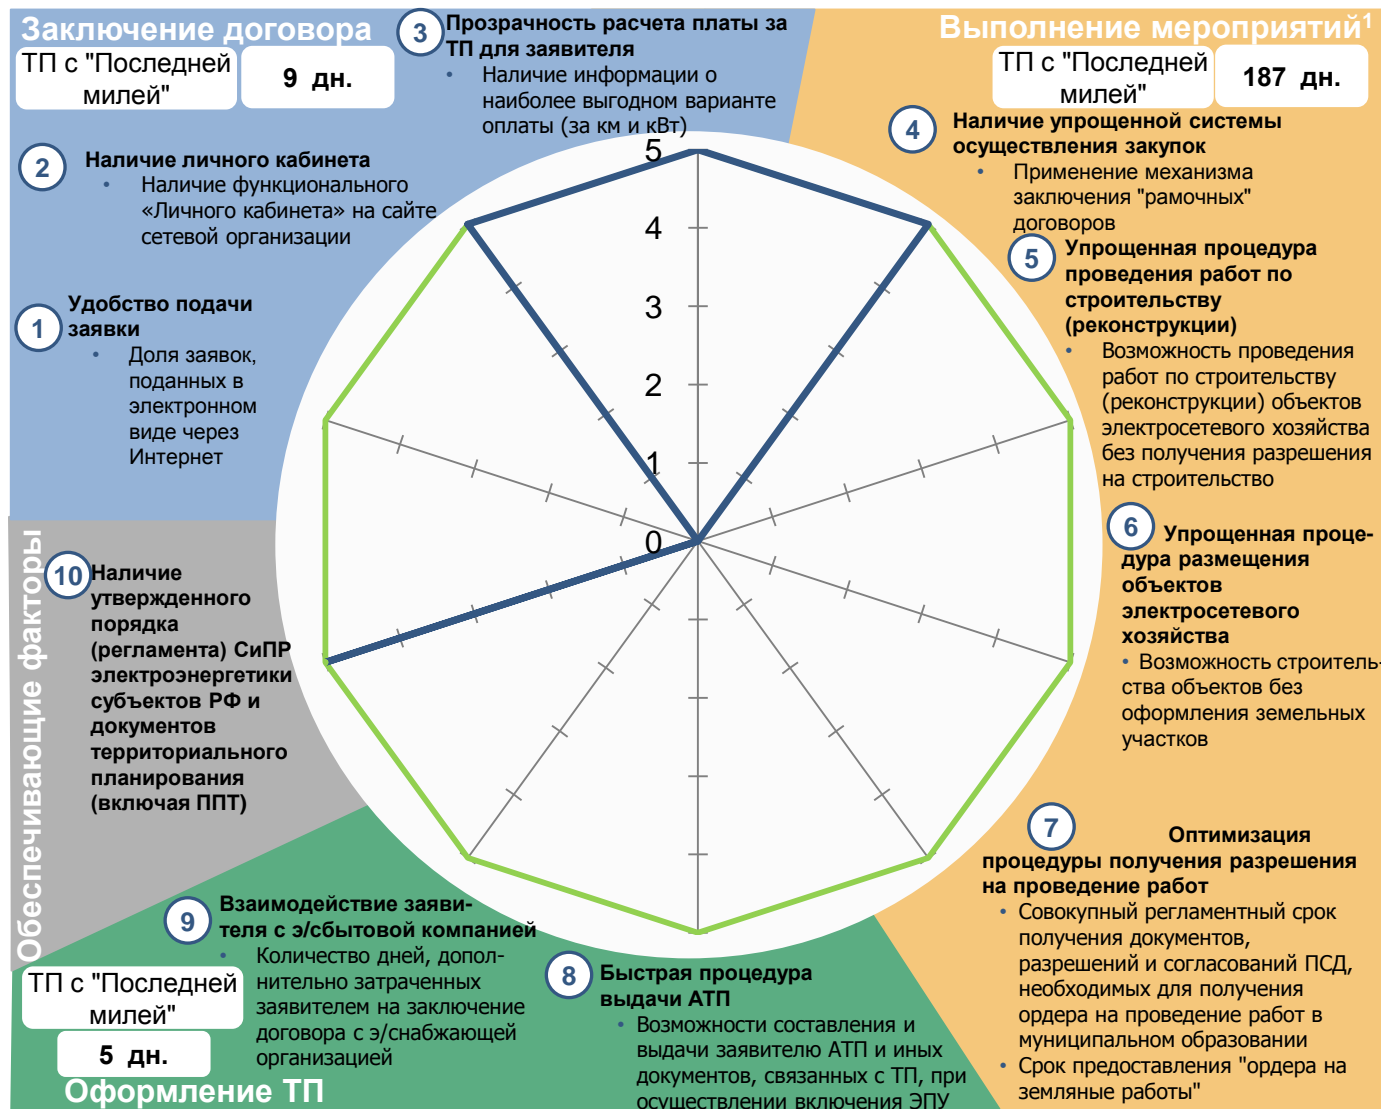 Заключение договора
ТП с "Последней
милей"
9 дн.
3
Прозрачность расчета платы за
ТП для заявителя
• Наличие информации о
наиболее выгодном варианте
оплаты (за км и кВт)
2
Наличие личного кабинета
• Наличие функционального
«Личного кабинета» на сайте
сетевой организации
1
Удобство подачи
заявки
• Доля заявок,
поданных в
электронном
виде через
Интернет
Выполнение мероприятий¹
ТП с "Последней
милей"
187 дн.
4
Наличие упрощенной системы
осуществления закупок
• Применение механизма
заключения "рамочных"
договоров
5
Упрощенная процедура
проведения работ по
строительству
(реконструкции)
• Возможность проведения
работ по строительству
(реконструкции) объектов
электросетевого хозяйства
без получения разрешения
на строительство
6
Упрощенная проце-
дура размещения
объектов
электросетевого
хозяйства
• Возможность строитель-
ства объектов без
оформления земельных
участков
7
Оптимизация
процедуры получения разрешения
на проведение работ
• Совокупный регламентный срок
получения документов,
разрешений и согласований ПСД,
необходимых для получения
ордера на проведение работ в
муниципальном образовании
• Срок предоставления "ордера на
земляные работы"
5
4
3
2
1
0
Обеспечивающие факторы
10
Наличие
утвержденного
порядка
(регламента) СиПР
электроэнергетики
субъектов РФ и
документов
территориального
планирования
(включая ППТ)
9
Взаимодействие заяви-
теля с э/сбытовой компанией
• Количество дней, допол-
нительно затраченных
заявителем на заключение
договора с э/снабжающей
организацией
ТП с "Последней
милей"
5 дн.
Оформление ТП
8
Быстрая процедура
выдачи АТП
• Возможности составления и
выдачи заявителю АТП и иных
документов, связанных с ТП, при
осуществлении включения ЭПУ